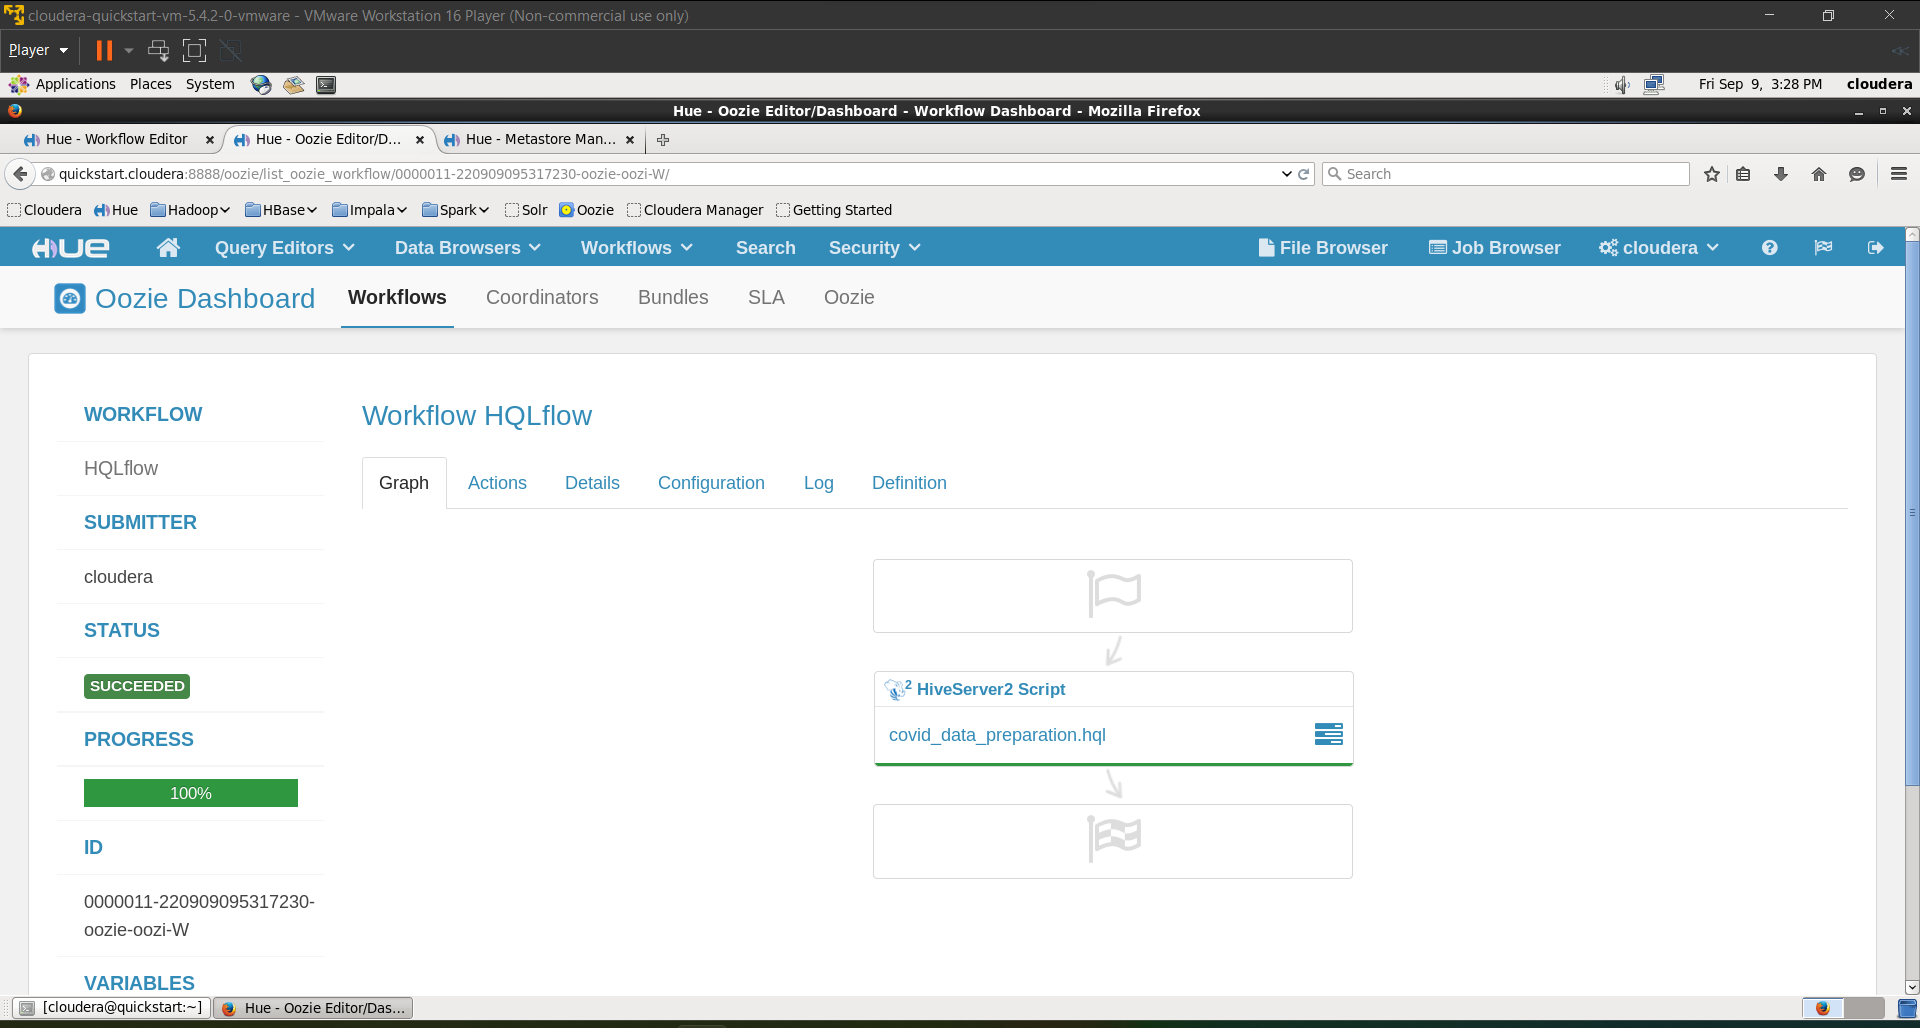 cloudera-quickstart-vm-5.4.2-0-vmware - VMware Workstation 16 Player (Non-commercial use only)
Player
Applications Places System
Fri Sep 9, 3:28 PM cloudera
Hue - Oozie Editor/Dashboard - Workflow Dashboard - Mozilla Firefox
Hue - Workflow Editor
Hue - Oozie Editor/D...
Hue - Metastore Man...
quickstart.cloudera:8888/oozie/list_oozie_workflow/0000011-220909095317230-oozie-oozi-W/
Search
Cloudera Hue Hadoop HBase Impala Spark Solr Oozie Cloudera Manager Getting Started
HUE Query Editors Data Browsers Workflows Search Security File Browser Job Browser cloudera
Oozie Dashboard Workflows Coordinators Bundles SLA Oozie
WORKFLOW
HQLflow
SUBMITTER
cloudera
STATUS
SUCCEEDED
PROGRESS
100%
ID
0000011-220909095317230-
oozie-oozi-W
VARIABLES
Workflow HQLflow
Graph Actions Details Configuration Log Definition
2 HiveServer2 Script
covid_data_preparation.hql
[cloudera@quickstart:~]
Hue - Oozie Editor/Das...